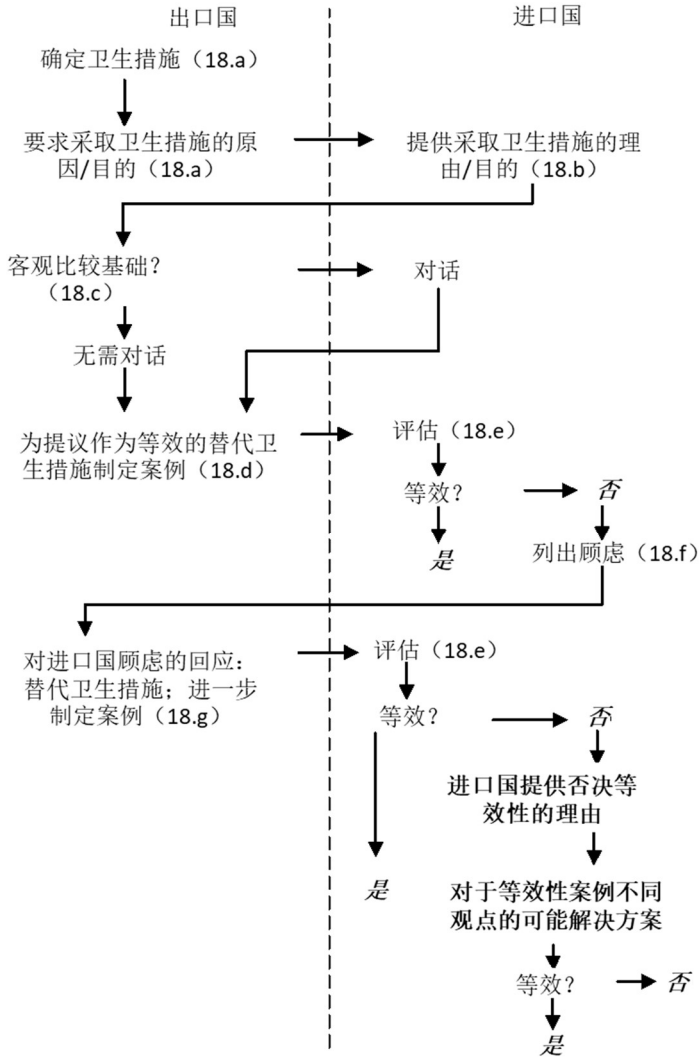 出口国
进口国
确定卫生措施（18.a）
要求采取卫生措施的原
因/目的（18.a）
提供采取卫生措施的理
由/目的（18.b）
客观比较基础？
（18.c）
对话
无需对话
为提议作为等效的替代卫
生措施制定案例（18.d）
评估（18.e）
等效？
否
是
列出顾虑（18.f）
对进口国顾虑的回应：
替代卫生措施；进一步
制定案例（18.g）
评估（18.e）
等效？
否
进口国提供否决等
效性的理由
是
对于等效性案例不同
观点的可能解决方案
等效？
否
是